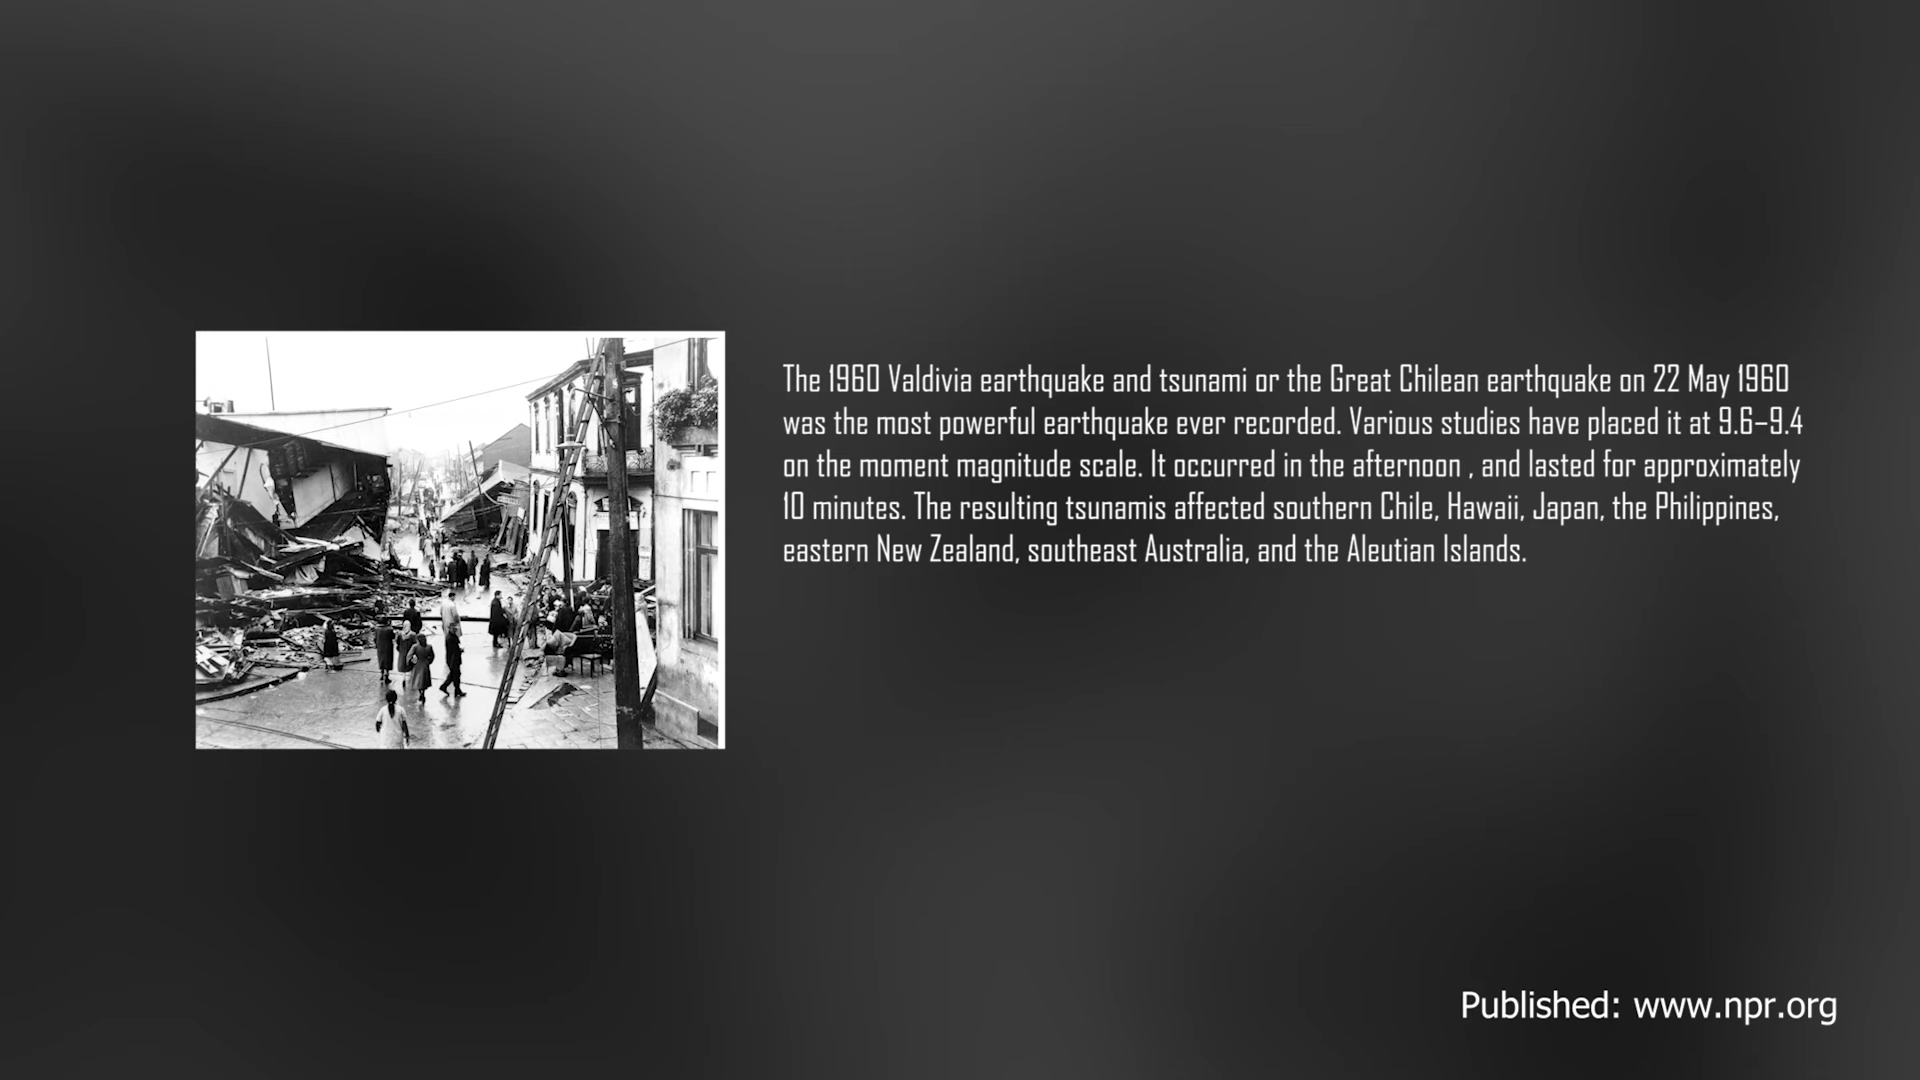 The 1960 Valdivia earthquake and tsunami or the Great Chilean earthquake on 22 May 1960
was the most powerful earthquake ever recorded. Various studies have placed it at 9.6–9.4
on the moment magnitude scale. It occurred in the afternoon , and lasted for approximately
10 minutes. The resulting tsunamis affected southern Chile, Hawaii, Japan, the Philippines,
eastern New Zealand, southeast Australia, and the Aleutian Islands.
Published: www.npr.org